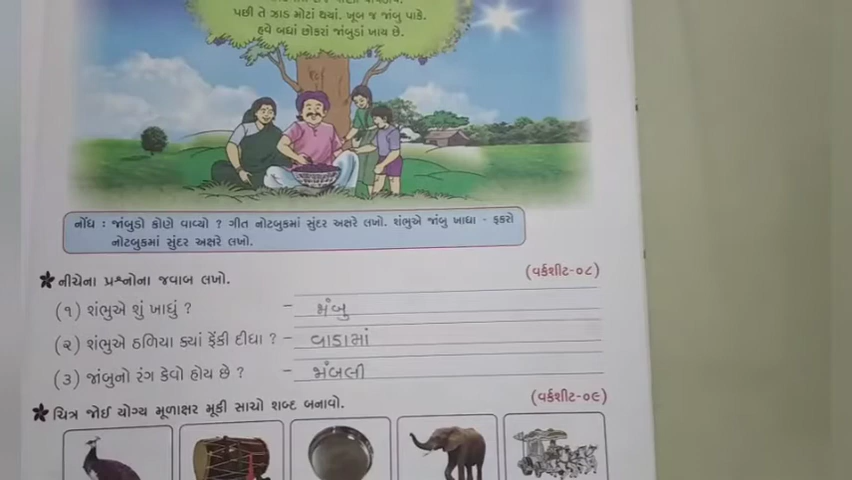 પછી તે ઝાડ મોટાં થયાં. ખૂબ જ જાંબુ પાકે.
હવે બધાં છોકરાં જાંબુડાં ખાય છે.
નોંધ : જાંબુડો કોણે વાવ્યો ? ગીત નોટબુકમાં સુંદર અક્ષરે લખો. શંભુએ જાંબુ ખાધા - ફકરો
નોટબુકમાં સુંદર અક્ષરે લખો.
(વર્કશીટ-૦૮)
નીચેના પ્રશ્નોના જવાબ લખો.
(૧) શંભુએ શું ખાધું ? - જાંબુ
(૨) શંભુએ ઠળિયા ક્યાં ફેંકી દીધા ? - વાડામાં
(૩) જાંબુનો રંગ કેવો હોય છે ? - જાંબલી
(વર્કશીટ-૦૯)
ચિત્ર જોઈ યોગ્ય મૂળાક્ષર મૂકી સાચો શબ્દ બનાવો.